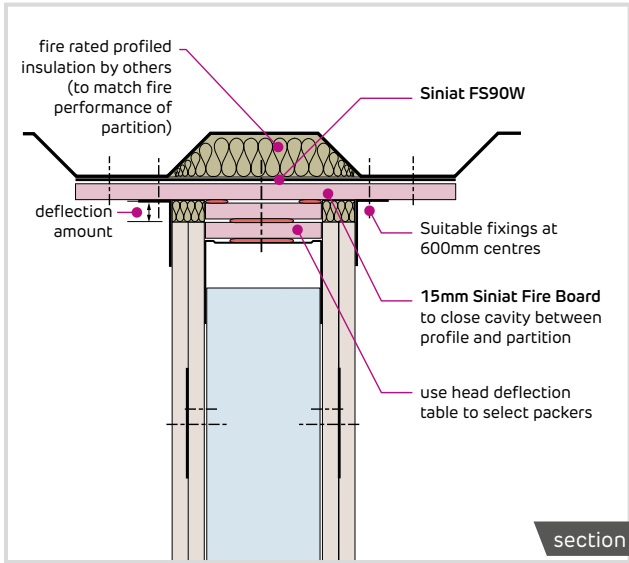 fire rated profiled
insulation by others
(to match fire
performance of
partition)
Siniat FS90W
deflection
amount
Suitable fixings at
600mm centres
15mm Siniat Fire Board
to close cavity between
profile and partition
use head deflection
table to select packers
section